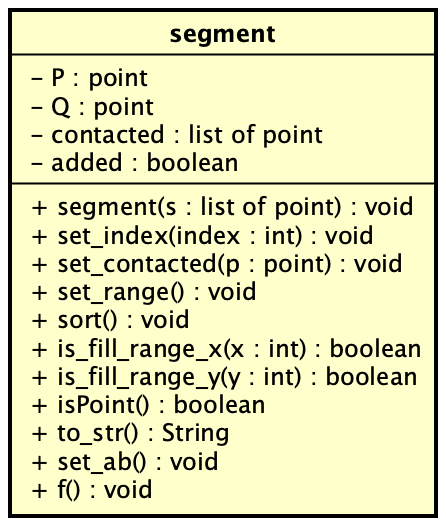 segment
– P : point
– Q : point
– contacted : list of point
– added : boolean
+ segment(s : list of point) : void
+ set_index(index : int) : void
+ set_contacted(p : point) : void
+ set_range() : void
+ sort() : void
+ is_fill_range_x(x : int) : boolean
+ is_fill_range_y(y : int) : boolean
+ isPoint() : boolean
+ to_str() : String
+ set_ab() : void
+ f() : void